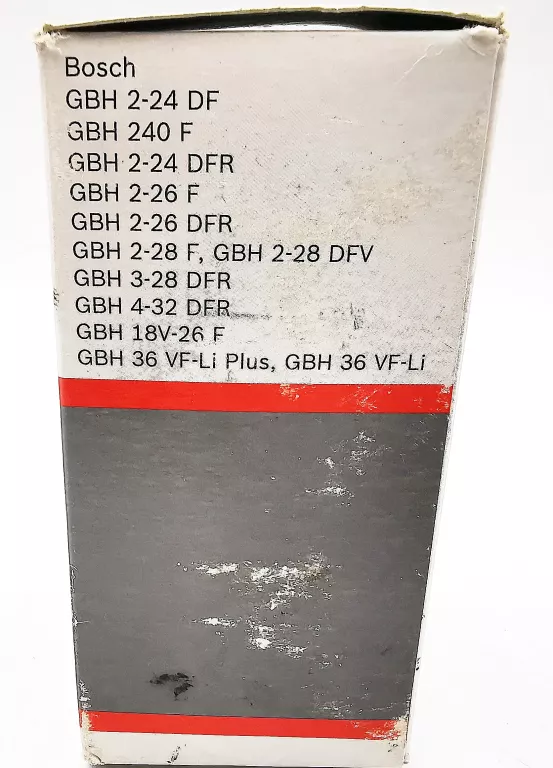 Bosch
GBH 2-24 DF
GBH 240 F
GBH 2-24 DFR
GBH 2-26 F
GBH 2-26 DFR
GBH 2-28 F, GBH 2-28 DFV
GBH 3-28 DFR
GBH 4-32 DFR
GBH 18V-26 F
GBH 36 VF-Li Plus, GBH 36 VF-Li